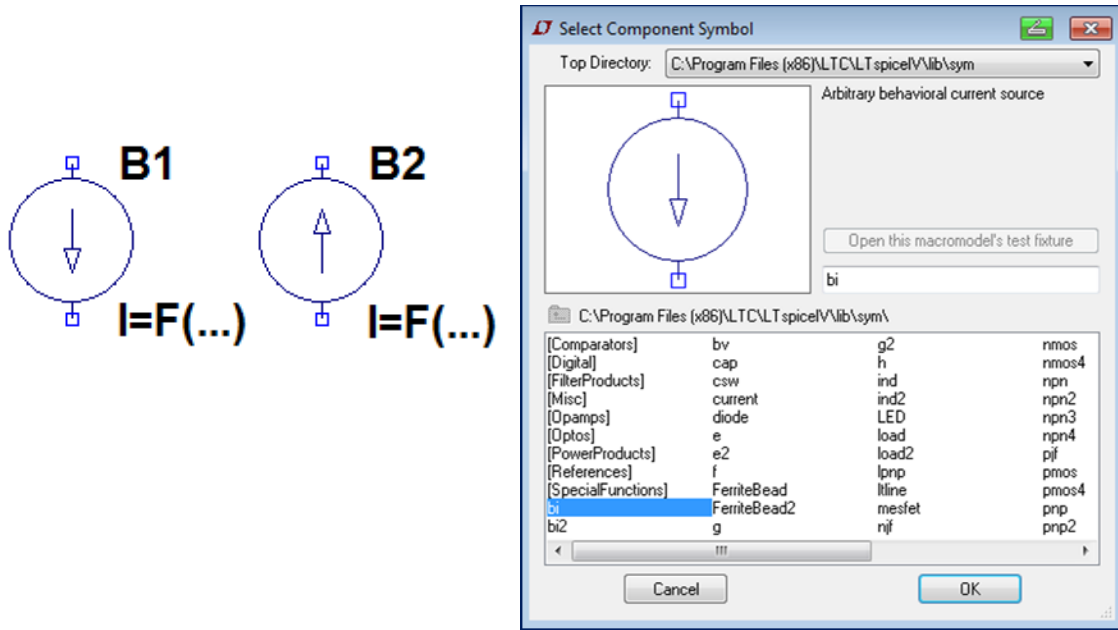 B1
I=F(...)
B2
I=F(...)
Select Component Symbol
Top Directory: C:\Program Files (x86)\LTC\LTspiceIV\lib\sym
Arbitrary behavioral current source
Open this macromodel's test fixture
bi
C:\Program Files (x86)\LTC\LTspiceIV\lib\sym\
[Comparators] bv g2 nmos
[Digital] cap h nmos4
[FilterProducts] csw ind npn
[Misc] current ind2 npn2
[Opamps] diode LED npn3
[Optos] e load npn4
[PowerProducts] e2 load2 pjf
[References] f lpnp pmos
[SpecialFunctions] FerriteBead ltline pmos4
bi FerriteBead2 mesfet pnp
bi2 g njf pnp2
Cancel OK